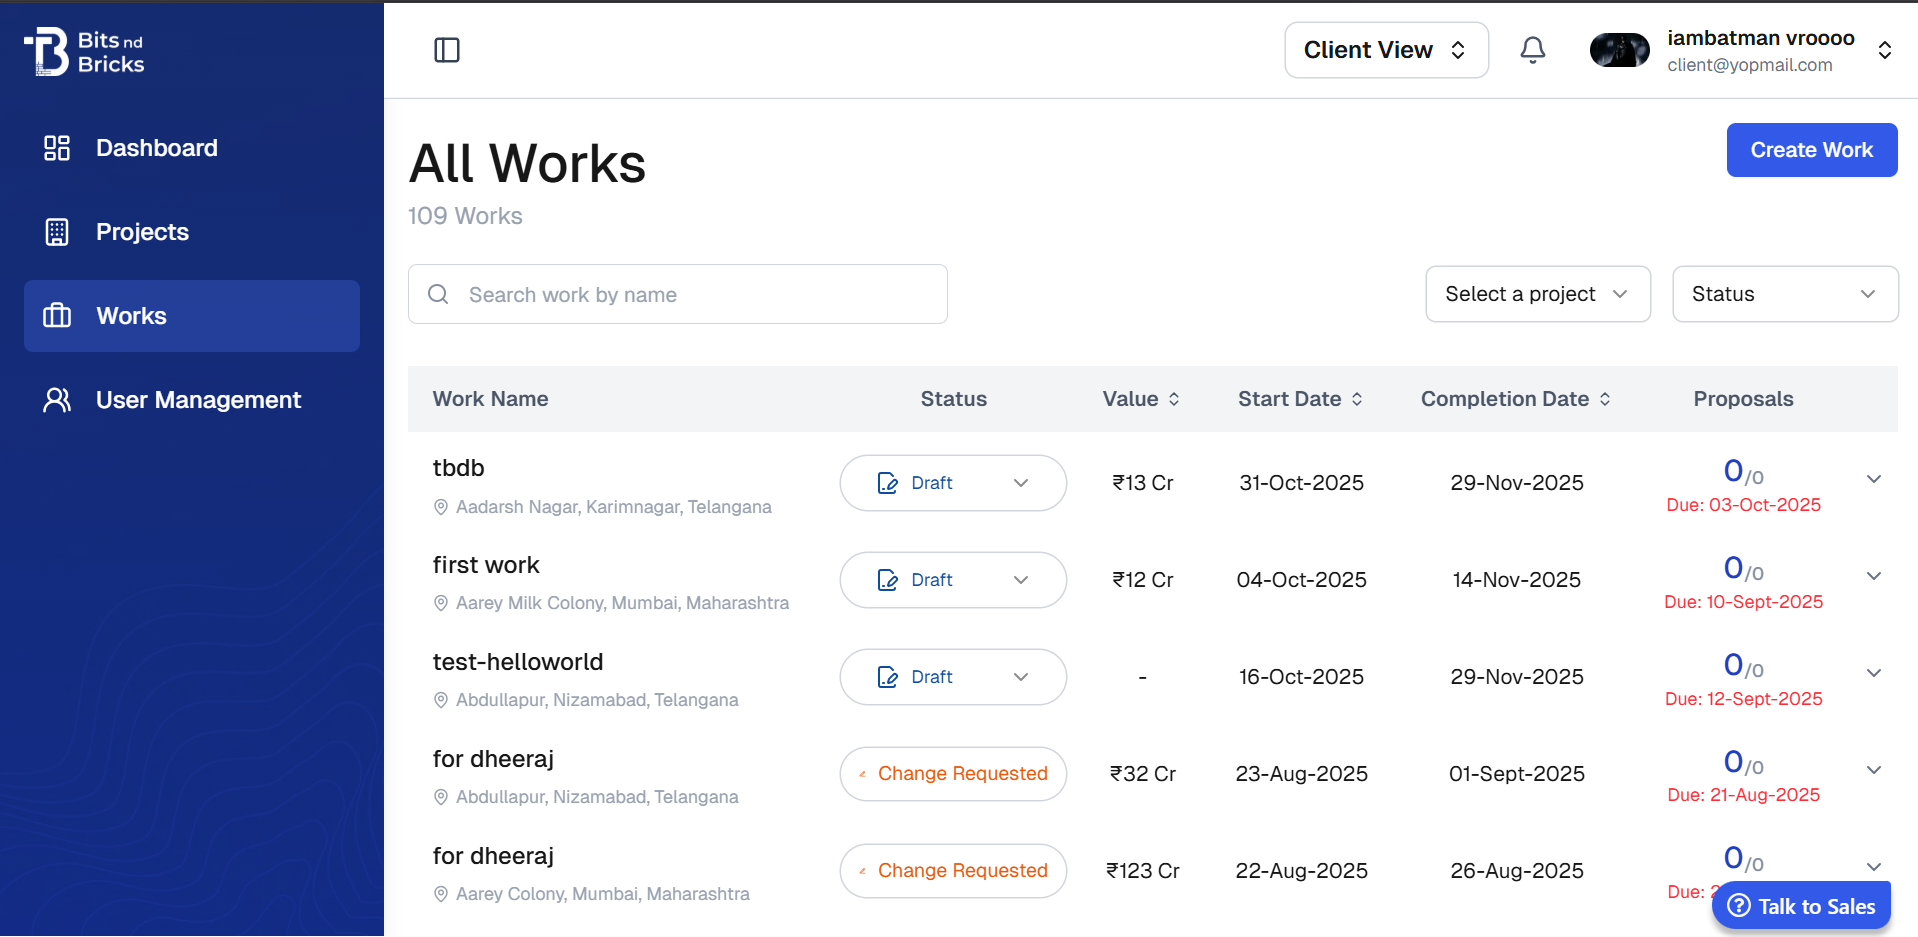 Bits nd
Bricks
Dashboard
Projects
Works
User Management
Client View
iambatman vroooo
client@yopmail.com
All Works
109 Works
Create Work
Search work by name
Select a project
Status
Work Name Status Value Start Date Completion Date Proposals
tbdb
Aadarsh Nagar, Karimnagar, Telangana
Draft
₹13 Cr
31-Oct-2025
29-Nov-2025
0/0
Due: 03-Oct-2025
first work
Aarey Milk Colony, Mumbai, Maharashtra
Draft
₹12 Cr
04-Oct-2025
14-Nov-2025
0/0
Due: 10-Sept-2025
test-helloworld
Abdullapur, Nizamabad, Telangana
Draft
-
16-Oct-2025
29-Nov-2025
0/0
Due: 12-Sept-2025
for dheeraj
Abdullapur, Nizamabad, Telangana
Change Requested
₹32 Cr
23-Aug-2025
01-Sept-2025
0/0
Due: 21-Aug-2025
for dheeraj
Aarey Colony, Mumbai, Maharashtra
Change Requested
₹123 Cr
22-Aug-2025
26-Aug-2025
0/0
Due:
Talk to Sales